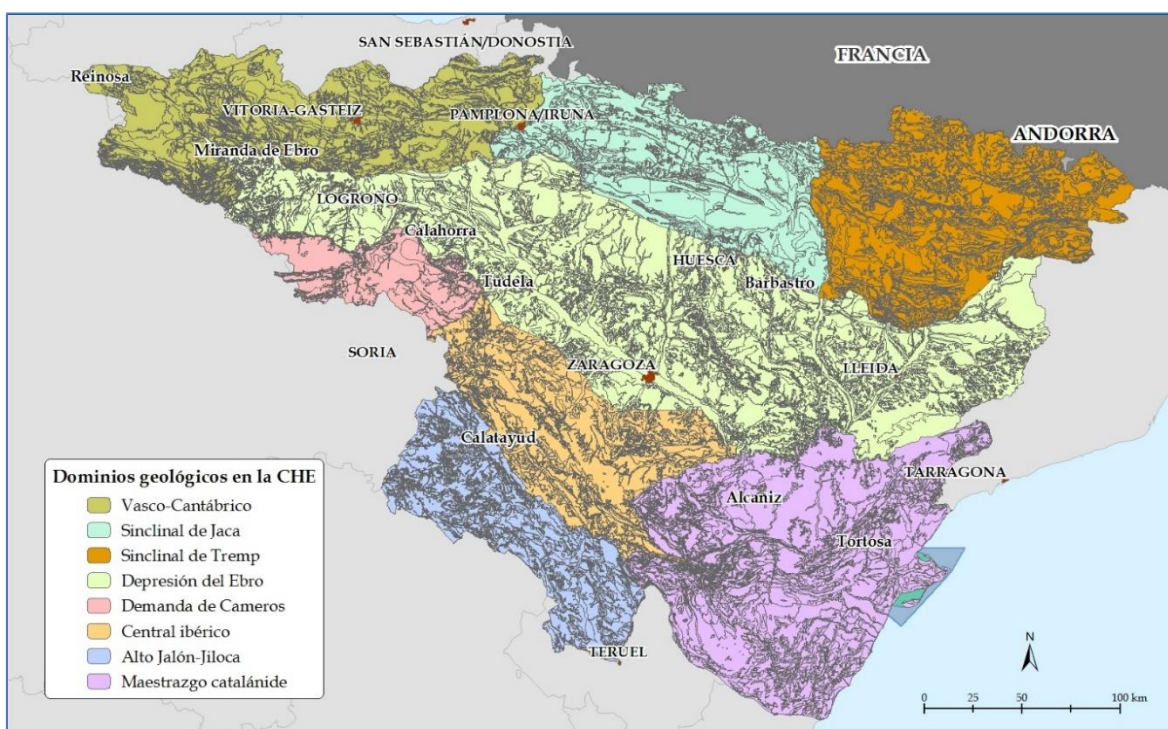 SAN SEBASTIÁN/DONOSTIA
FRANCIA
Reinosa
VITORIA-GASTEIZ
PAMPLONA/IRUÑA
ANDORRA
Miranda de Ebro
LOGROÑO
Calahorra
HUESCA
Tudela
Barbastro
SORIA
ZARAGOZA
LLEIDA
Calatayud
TARRAGONA
Alcañiz
Tortosa
TERUEL
Dominios geológicos en la CHE
Vasco-Cantábrico
Sinclinal de Jaca
Sinclinal de Tremp
Depresión del Ebro
Demanda de Cameros
Central ibérico
Alto Jalón-Jiloca
Maestrazgo catalánide
N
0 25 50 100 km